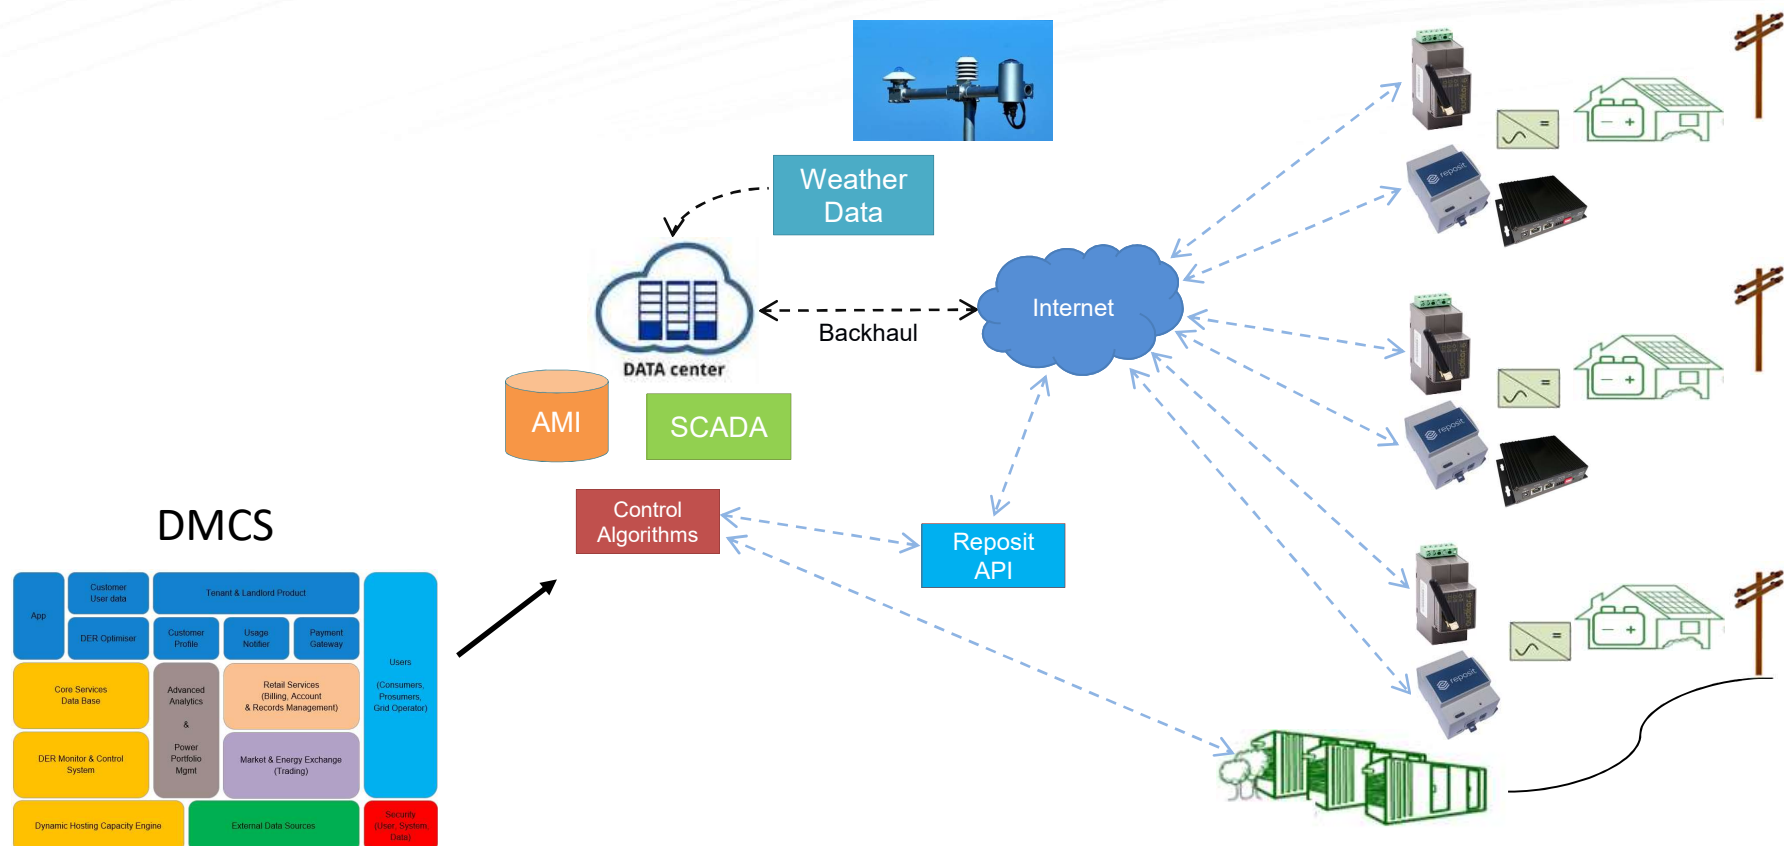 Weather
Data
DATA center
Backhaul
Internet
AMI
SCADA
Control
Algorithms
Reposit
API
reposit
reposit
reposit
DMCS
App
Customer
User data
Tenant & Landlord Product
DER Optimiser
Customer
Profile
Usage
Notifier
Payment
Gateway
Users
(Consumers,
Prosumers,
Grid Operator)
Core Services
Data Base
Advanced
Analytics
&
Power
Portfolio
Mgmt
Retail Services
(Billing, Account
& Records Management)
DER Monitor & Control
System
Market & Energy Exchange
(Trading)
Dynamic Hosting Capacity Engine
External Data Sources
Security
(User, System,
Data)